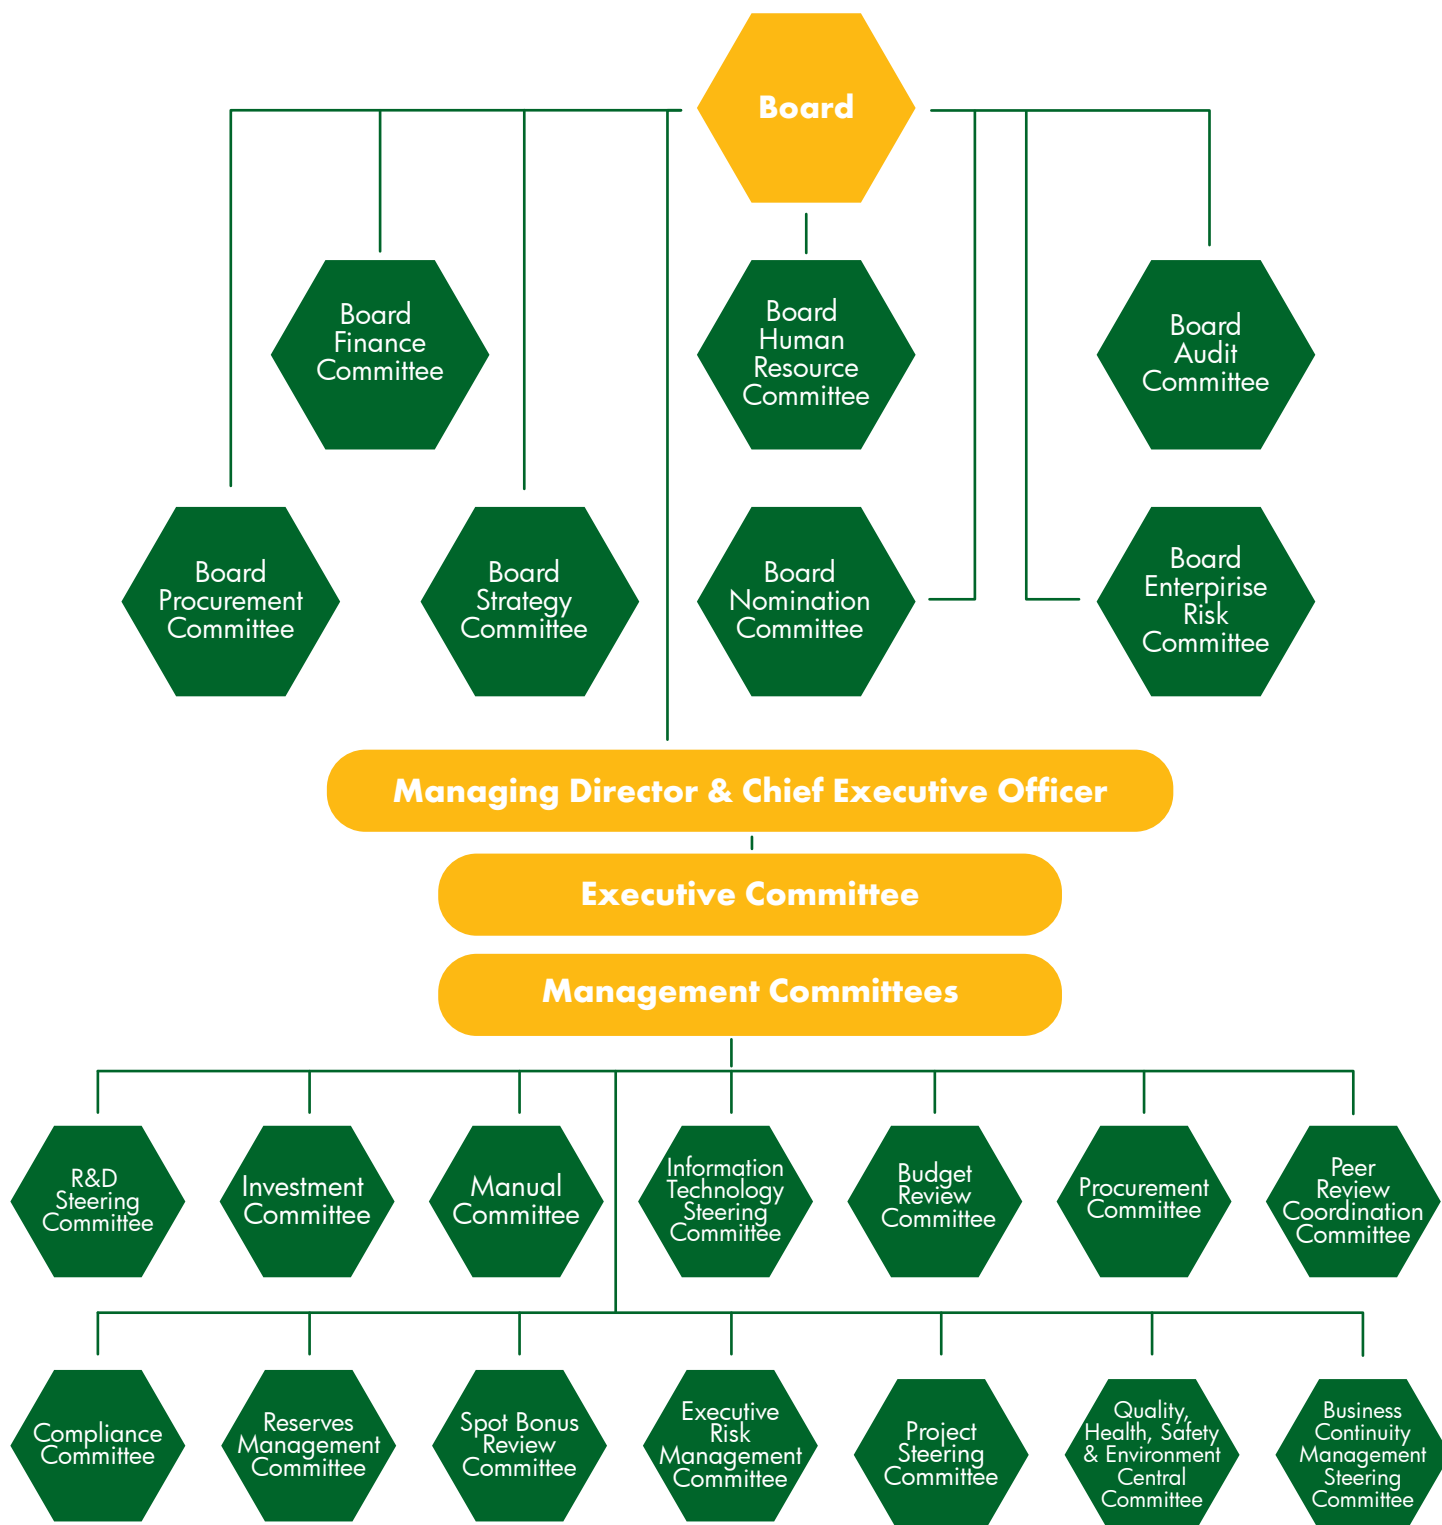 Board
Board
Finance
Committee
Board
Human
Resource
Committee
Board
Audit
Committee
Board
Procurement
Committee
Board
Strategy
Committee
Board
Nomination
Committee
Board
Enterpirise
Risk
Committee
Managing Director & Chief Executive Officer
Executive Committee
Management Committees
R&D
Steering
Committee
Investment
Committee
Manual
Committee
Information
Technology
Steering
Committee
Budget
Review
Committee
Procurement
Committee
Peer
Review
Coordination
Committee
Compliance
Committee
Reserves
Management
Committee
Spot Bonus
Review
Committee
Executive
Risk
Management
Committee
Project
Steering
Committee
Quality,
Health, Safety
& Environment
Central
Committee
Business
Continuity
Management
Steering
Committee